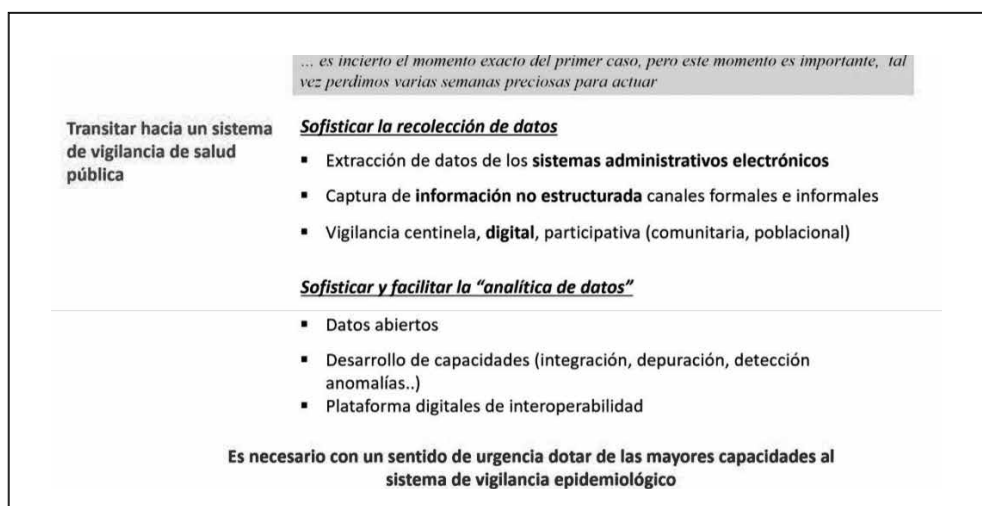 ... es incierto el momento exacto del primer caso, pero este momento es importante, tal
vez perdimos varias semanas preciosas para actuar
Transitar hacia un sistema
de vigilancia de salud
pública
Sofisticar la recolección de datos
▪ Extracción de datos de los sistemas administrativos electrónicos
▪ Captura de información no estructurada canales formales e informales
▪ Vigilancia centinela, digital, participativa (comunitaria, poblacional)
Sofisticar y facilitar la “analítica de datos”
▪ Datos abiertos
▪ Desarrollo de capacidades (integración, depuración, detección
anomalías..)
▪ Plataforma digitales de interoperabilidad
Es necesario con un sentido de urgencia dotar de las mayores capacidades al
sistema de vigilancia epidemiológico